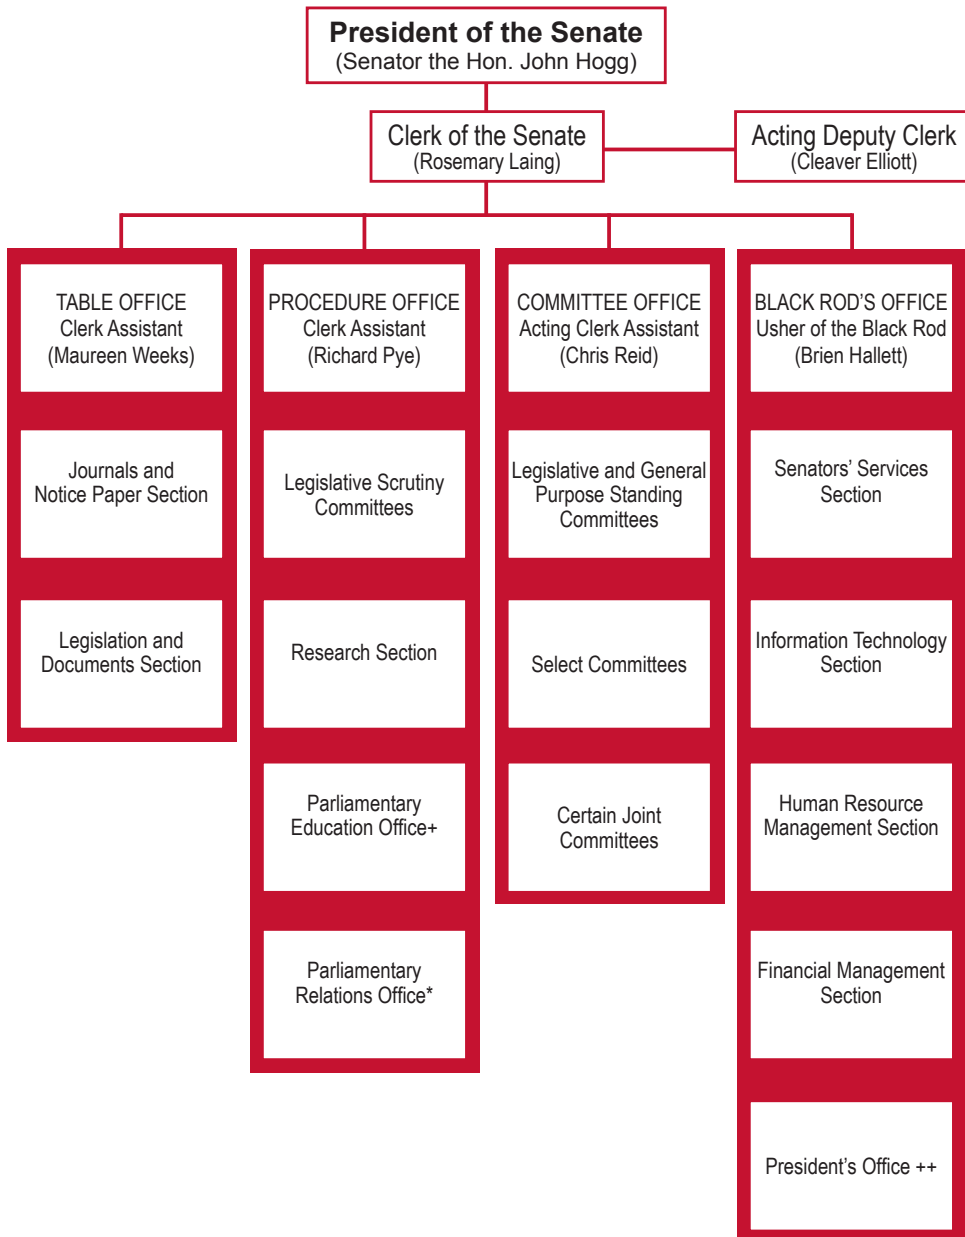 President of the Senate
(Senator the Hon. John Hogg)
Clerk of the Senate
(Rosemary Laing)
Acting Deputy Clerk
(Cleaver Elliott)
TABLE OFFICE
Clerk Assistant
(Maureen Weeks)
Journals and
Notice Paper Section
Legislation and
Documents Section
PROCEDURE OFFICE
Clerk Assistant
(Richard Pye)
Legislative Scrutiny
Committees
Research Section
Parliamentary
Education Office+
Parliamentary
Relations Office*
COMMITTEE OFFICE
Acting Clerk Assistant
(Chris Reid)
Legislative and General
Purpose Standing
Committees
Select Committees
Certain Joint
Committees
BLACK ROD’S OFFICE
Usher of the Black Rod
(Brien Hallett)
Senators’ Services
Section
Information Technology
Section
Human Resource
Management Section
Financial Management
Section
President’s Office ++